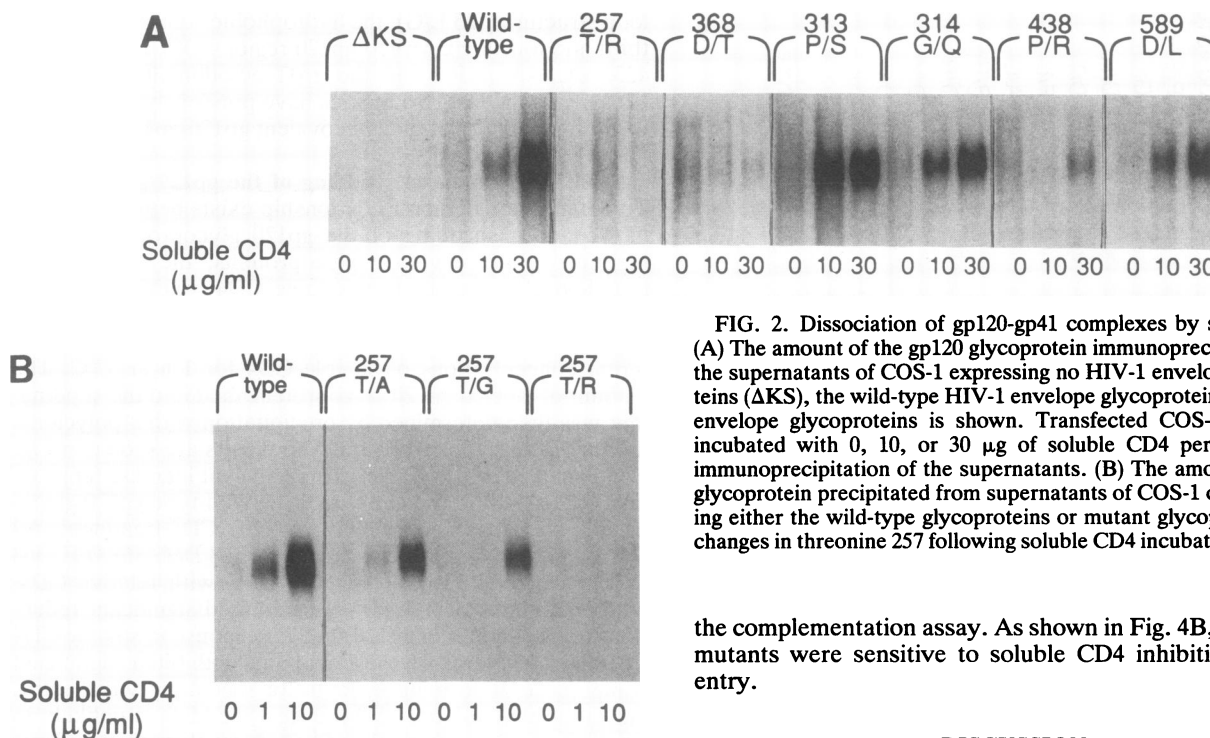 A
ΔKS
Wild-type
257 T/R
368 D/T
313 P/S
314 G/Q
438 P/R
589 D/L
Soluble CD4 (μg/ml)
0 10 30 0 10 30 0 10 30 0 10 30 0 10 30 0 10 30 0 10 30 0 10 30
B
Wild-type
257 T/A
257 T/G
257 T/R
Soluble CD4 (μg/ml)
0 1 10 0 1 10 0 1 10 0 1 10
FIG. 2. Dissociation of gp120-gp41 complexes by s
(A) The amount of the gp120 glycoprotein immunoprec
the supernatants of COS-1 expressing no HIV-1 envelo
teins (ΔKS), the wild-type HIV-1 envelope glycoprotein
envelope glycoproteins is shown. Transfected COS-
incubated with 0, 10, or 30 μg of soluble CD4 per
immunoprecipitation of the supernatants. (B) The amo
glycoprotein precipitated from supernatants of COS-1 c
ing either the wild-type glycoproteins or mutant glycop
changes in threonine 257 following soluble CD4 incubat
the complementation assay. As shown in Fig. 4B,
mutants were sensitive to soluble CD4 inhibiti
entry.